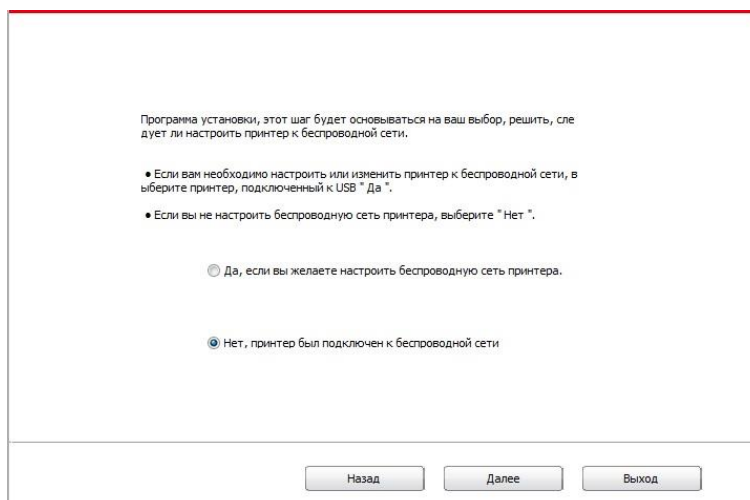 Программа установки, этот шаг будет основываться на ваш выбор, решить, сле
дует ли настроить принтер к беспроводной сети.
● Если вам необходимо настроить или изменить принтер к беспроводной сети, в
ыберите принтер, подключенный к USB " Да ".
● Если вы не настроить беспроводную сеть принтера, выберите " Нет ".
Да, если вы желаете настроить беспроводную сеть принтера.
Нет, принтер был подключен к беспроводной сети
Назад
Далее
Выход